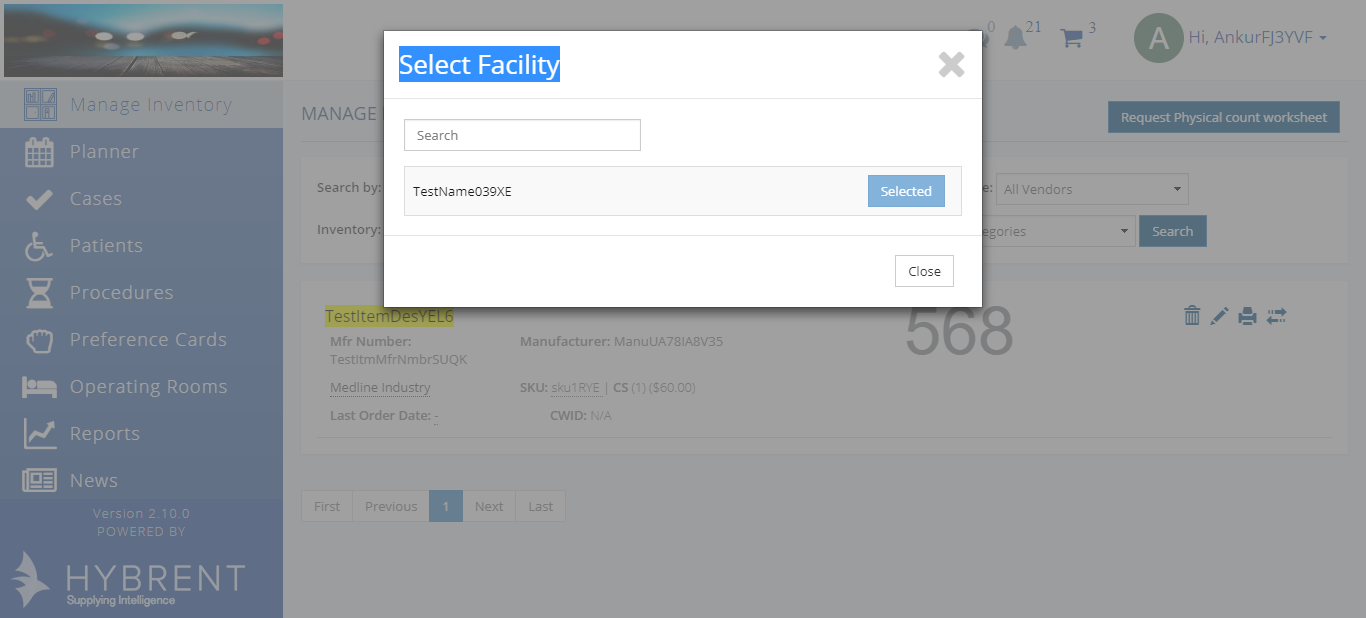 0
21
3
A Hi, AnkurFJ3YVF
Select Facility
Search
TestName039XE Selected
Close
Manage Inventory
Planner
Cases
Patients
Procedures
Preference Cards
Operating Rooms
Reports
News
Version 2.10.0
POWERED BY
HYBRENT
Supplying Intelligence
MANAGE
Request Physical count worksheet
Search by: All Vendors
Inventory: Search
TestItemDesYEL6
568
Mfr Number: Manufacturer: ManuUA78IA8V35
TestItmMfrNmbrSUQK
Medline Industry SKU: sku1RYE | CS (1) ($60.00)
Last Order Date: - CWID: N/A
First Previous 1 Next Last